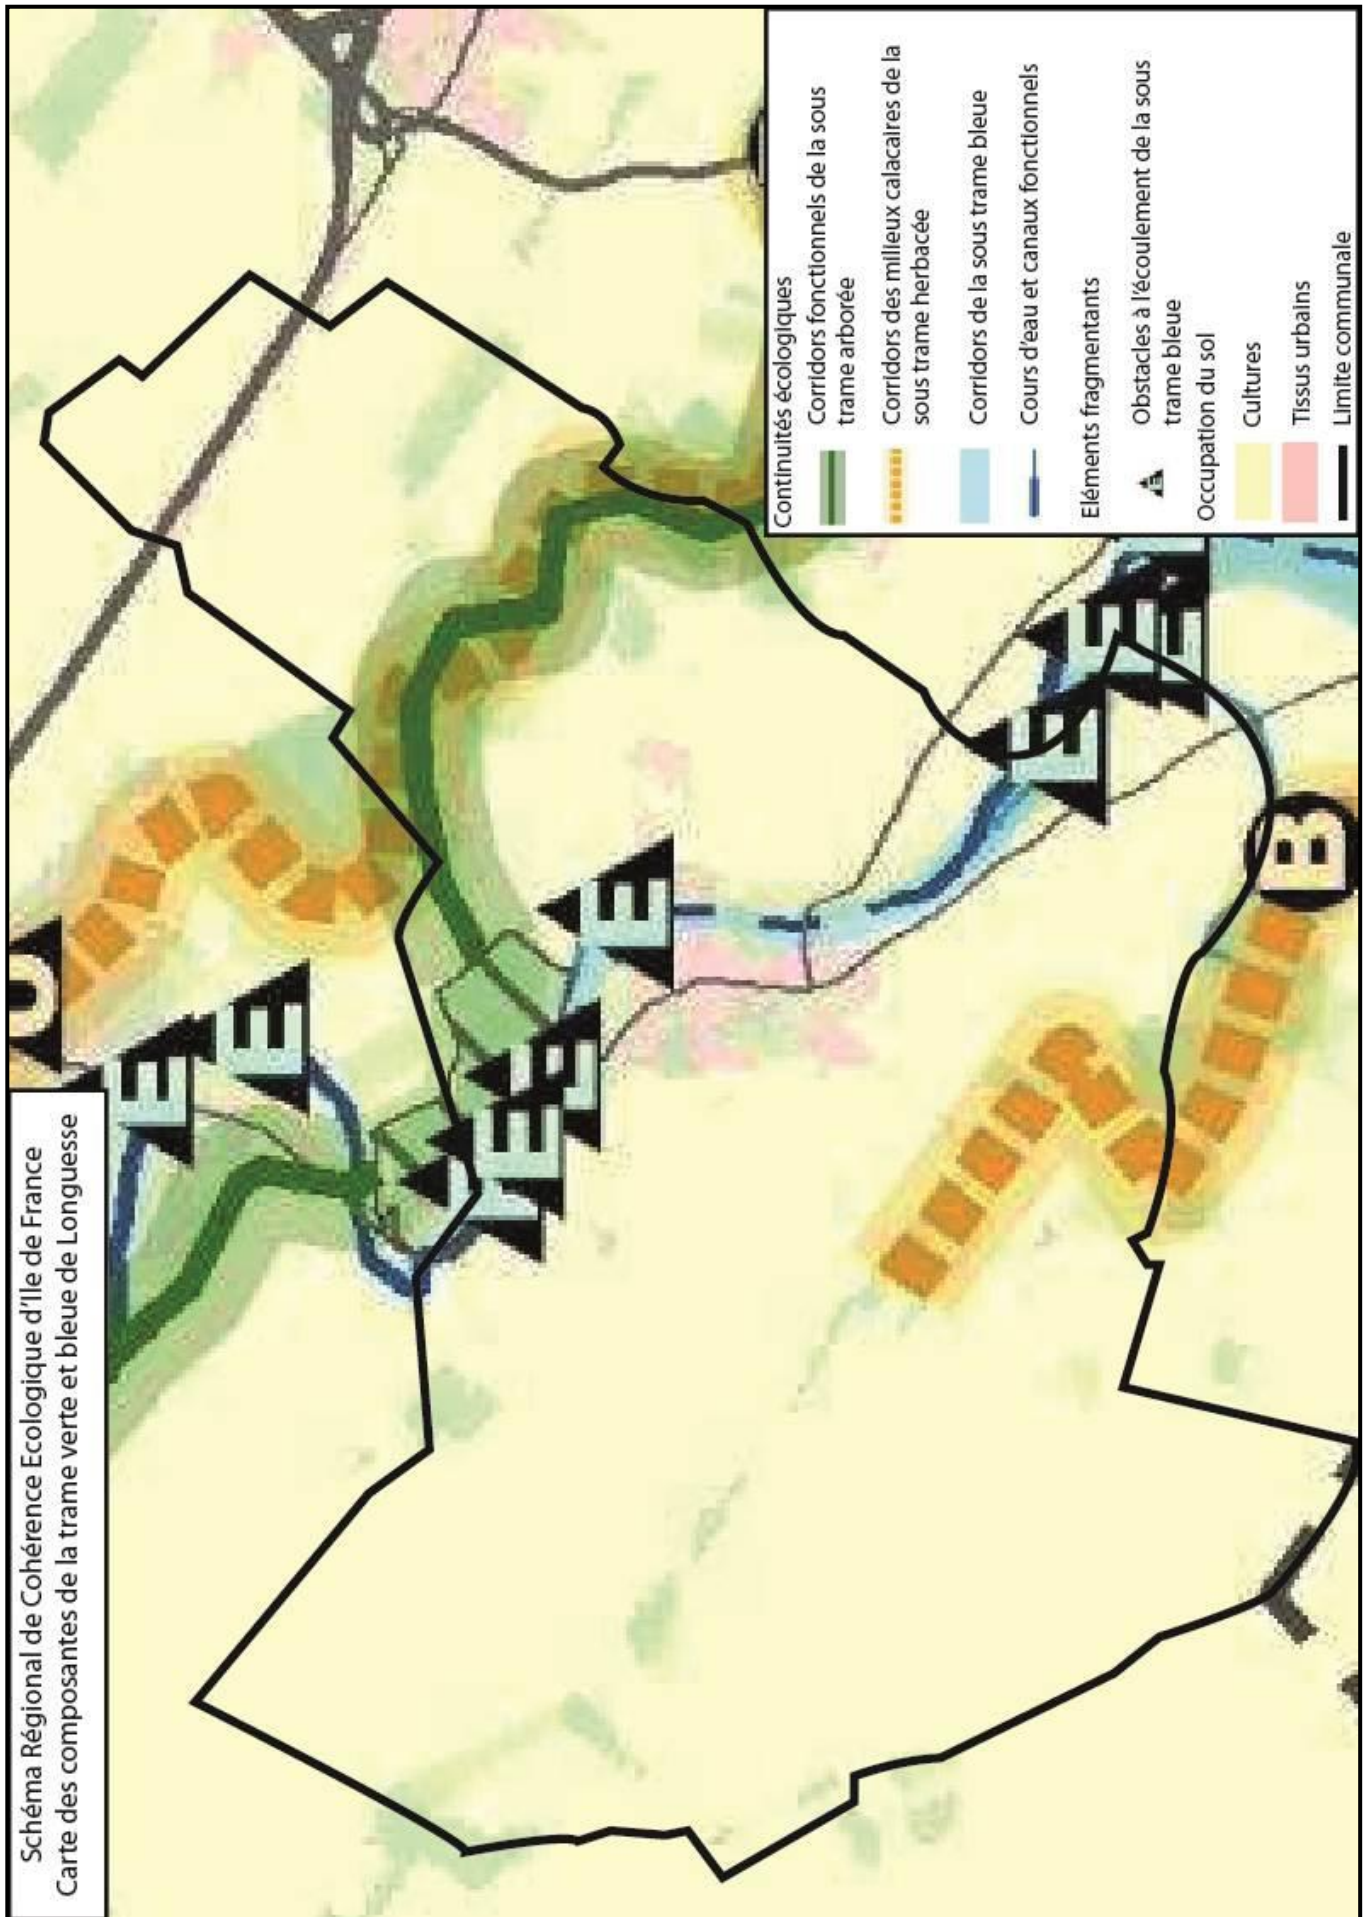 Schéma Régional de Cohérence Ecologique d'Ile de France
Carte des composantes de la trame verte et bleue de Longuesse
Continuités écologiques
Corridors fonctionnels de la sous
trame arborée
Corridors des milleux calacaires de la
sous trame herbacée
Corridors de la sous trame bleue
Cours d'eau et canaux fonctionnels
Eléments fragmentants
E
Obstacles à l'écoulement de la sous
trame bleue
Occupation du sol
Cultures
Tissus urbains
Limite communale
E
E
E
E
E
E
E
E
B